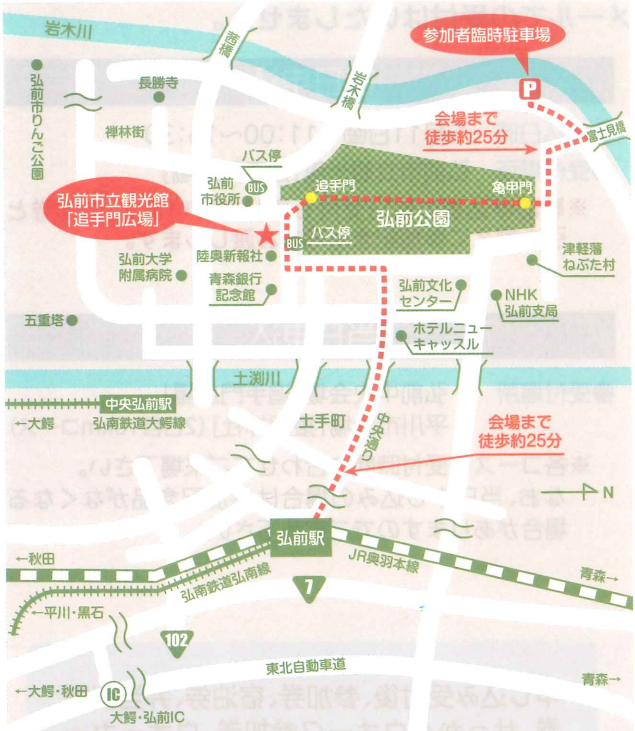 岩木川
茜橋
参加者臨時駐車場
P
弘前市りんご公園
長勝寺
岩木橋
禅林街
会場まで
徒歩約25分
富士見橋
バス停
BUS
弘前
市役所
追手門
亀甲門
弘前公園
弘前市立観光館
「追手門広場」
BUS
バス停
津軽藩
ねぷた村
弘前大学
附属病院
陸奥新報社
青森銀行
記念館
弘前文化
センター
NHK
弘前支局
五重塔
ホテルニュー
キャッスル
土渕川
中央弘前駅
←大鰐
弘南鉄道大鰐線
土手町
中央通り
会場まで
徒歩約25分
N
弘前駅
←秋田
JR奥羽本線
青森→
弘南鉄道弘南線
7
←平川・黒石
102
東北自動車道
←大鰐・秋田
IC
大鰐・弘前IC
青森→